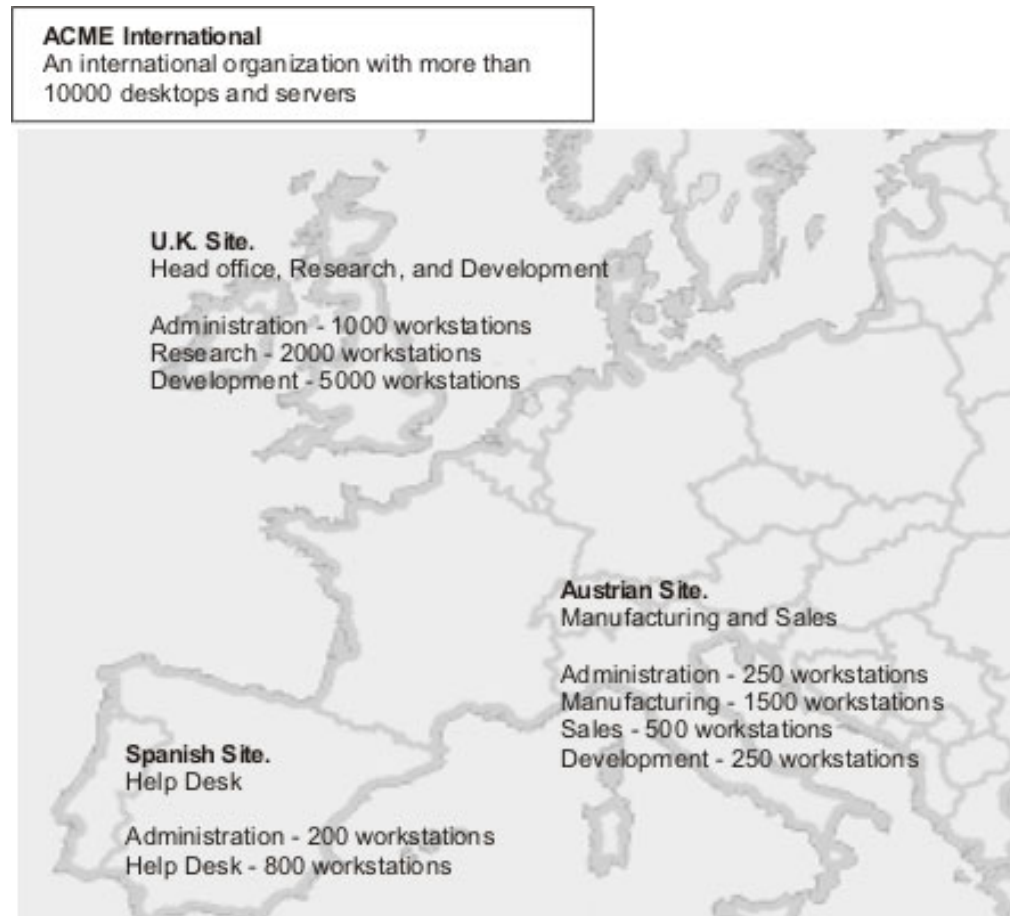 ACME International
An international organization with more than
10000 desktops and servers
U.K. Site.
Head office, Research, and Development
Administration - 1000 workstations
Research - 2000 workstations
Development - 5000 workstations
Austrian Site.
Manufacturing and Sales
Administration - 250 workstations
Manufacturing - 1500 workstations
Sales - 500 workstations
Development - 250 workstations
Spanish Site.
Help Desk
Administration - 200 workstations
Help Desk - 800 workstations